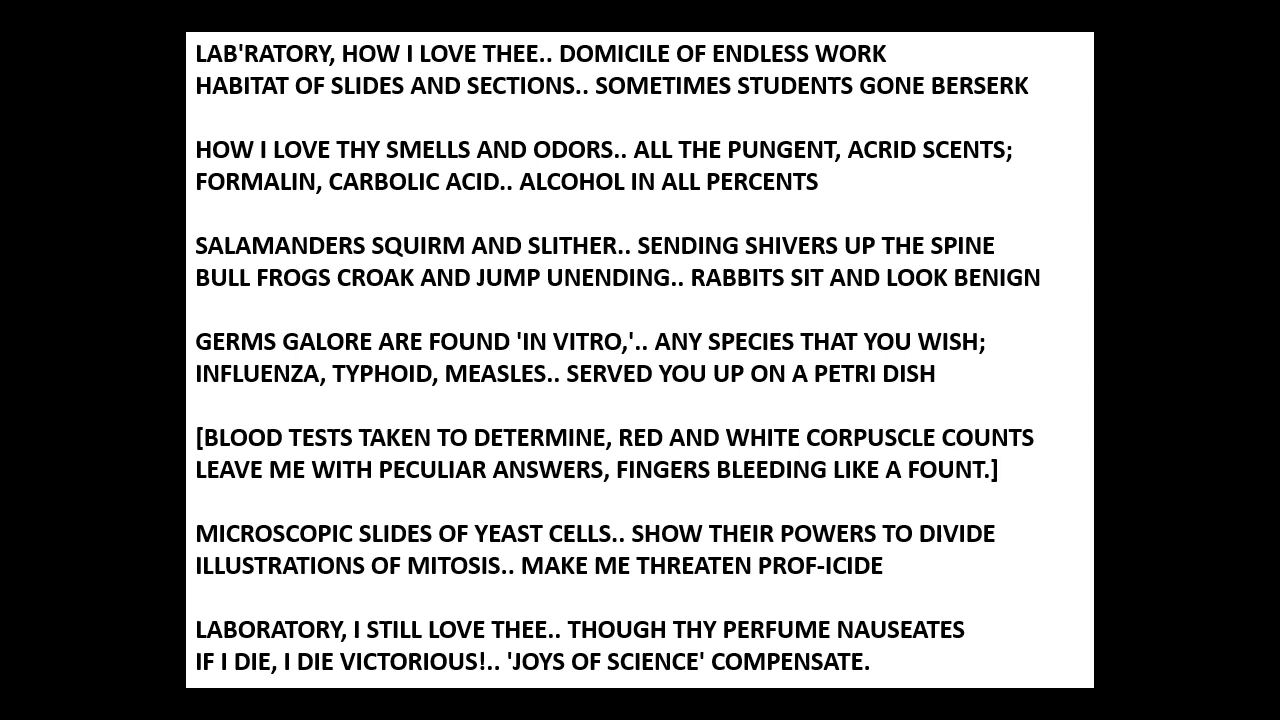 LAB'RATORY, HOW I LOVE THEE.. DOMICILE OF ENDLESS WORK
HABITAT OF SLIDES AND SECTIONS.. SOMETIMES STUDENTS GONE BERSERK
HOW I LOVE THY SMELLS AND ODORS.. ALL THE PUNGENT, ACRID SCENTS;
FORMALIN, CARBOLIC ACID.. ALCOHOL IN ALL PERCENTS
SALAMANDERS SQUIRM AND SLITHER.. SENDING SHIVERS UP THE SPINE
BULL FROGS CROAK AND JUMP UNENDING.. RABBITS SIT AND LOOK BENIGN
GERMS GALORE ARE FOUND 'IN VITRO,'.. ANY SPECIES THAT YOU WISH;
INFLUENZA, TYPHOID, MEASLES.. SERVED YOU UP ON A PETRI DISH
[BLOOD TESTS TAKEN TO DETERMINE, RED AND WHITE CORPUSCLE COUNTS
LEAVE ME WITH PECULIAR ANSWERS, FINGERS BLEEDING LIKE A FOUNT.]
MICROSCOPIC SLIDES OF YEAST CELLS.. SHOW THEIR POWERS TO DIVIDE
ILLUSTRATIONS OF MITOSIS.. MAKE ME THREATEN PROF-ICIDE
LABORATORY, I STILL LOVE THEE.. THOUGH THY PERFUME NAUSEATES
IF I DIE, I DIE VICTORIOUS!.. 'JOYS OF SCIENCE' COMPENSATE.